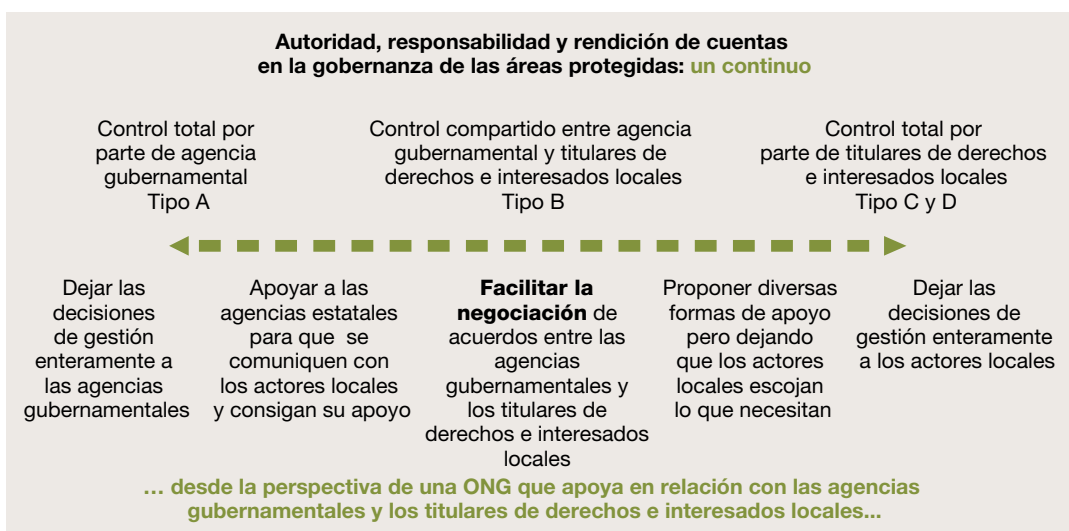 Autoridad, responsabilidad y rendición de cuentas
en la gobernanza de las áreas protegidas: un continuo
Control total por
parte de agencia
gubernamental
Tipo A
Control compartido entre agencia
gubernamental y titulares de
derechos e interesados locales
Tipo B
Control total por
parte de titulares de derechos
e interesados locales
Tipo C y D
Dejar las
decisiones
de gestión
enteramente a
las agencias
gubernamentales
Apoyar a las
agencias estatales
para que se
comuniquen con
los actores locales
y consigan su apoyo
Facilitar la
negociación de
acuerdos entre las
agencias
gubernamentales y
los titulares de
derechos e interesados
locales
Proponer diversas
formas de apoyo
pero dejando
que los actores
locales escojan
lo que necesitan
Dejar las
decisiones de
gestión enteramente
a los actores locales
… desde la perspectiva de una ONG que apoya en relación con las agencias
gubernamentales y los titulares de derechos e interesados locales...